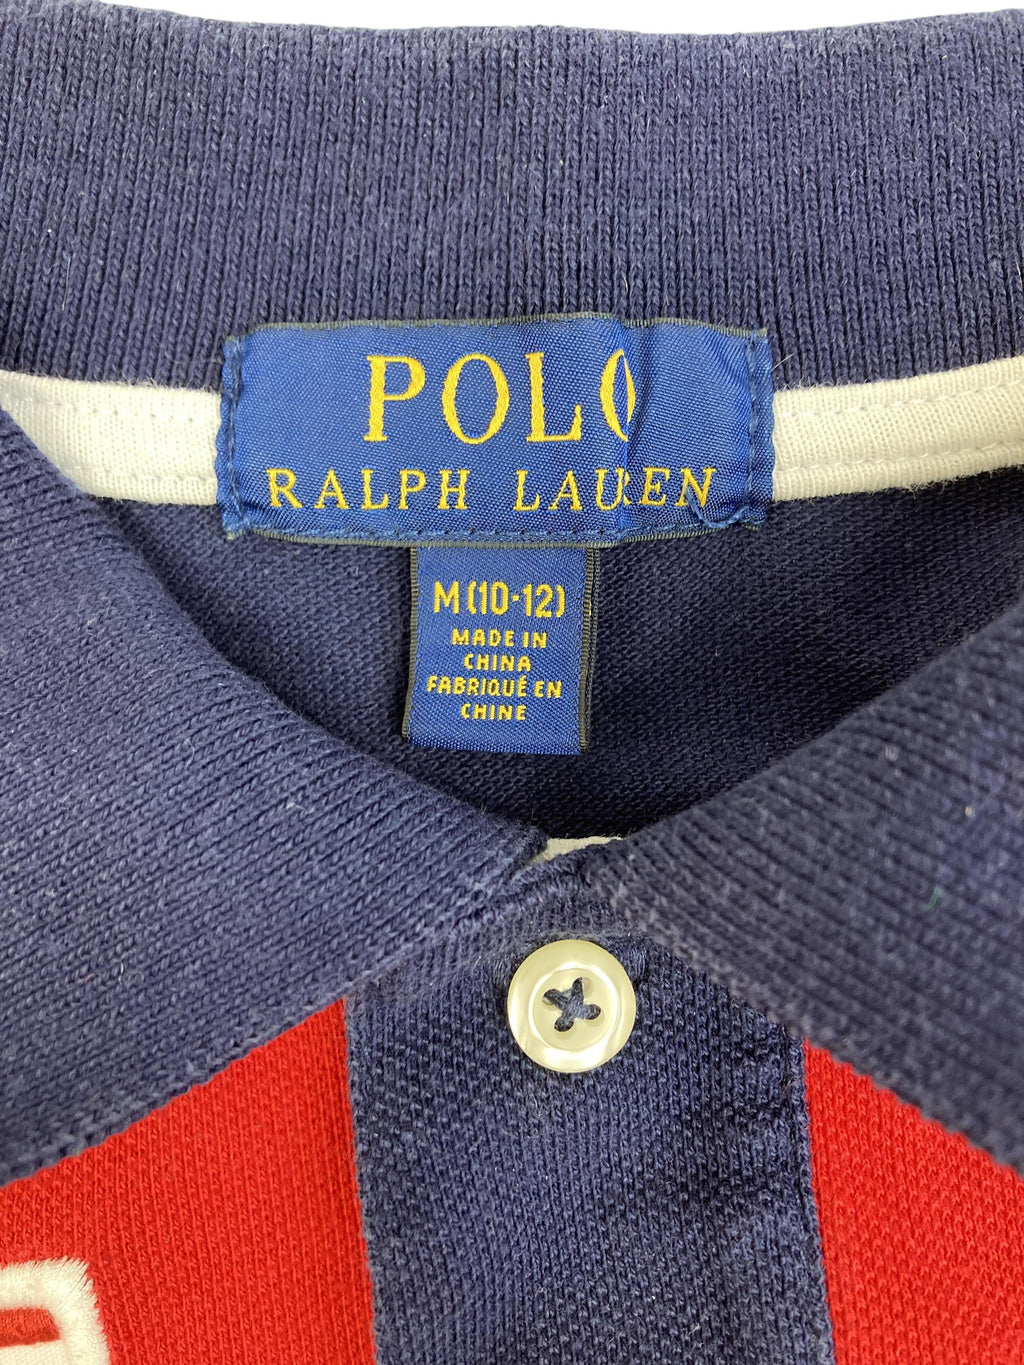 POLO
RALPH LAUREN
M (10-12)
MADE IN
CHINA
FABRIQUÉ EN
CHINE